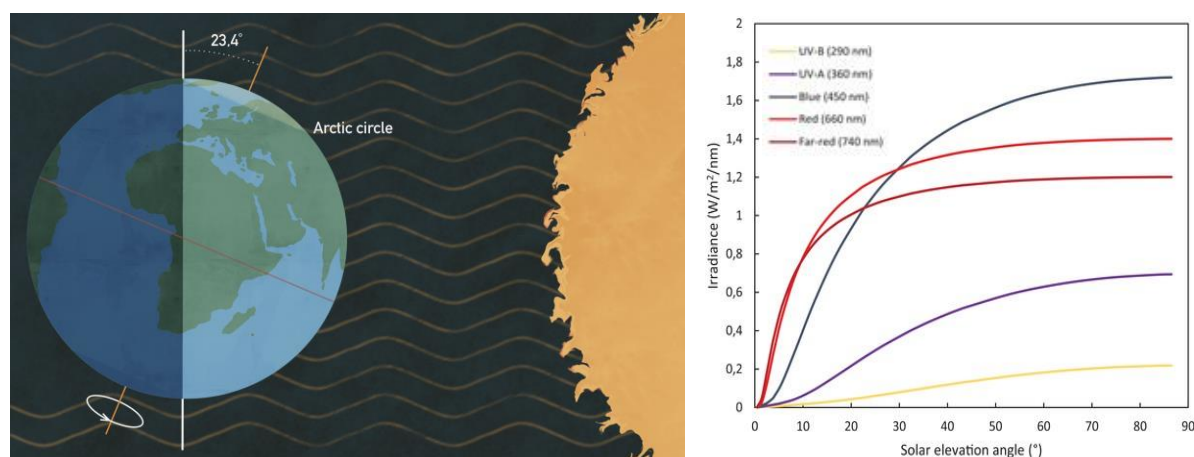 23,4°
Arctic circle
2
1,8
1,6
1,4
1,2
1
0,8
0,6
0,4
0,2
0
Irradiance (W/m²/nm)
UV-B (290 nm)
UV-A (360 nm)
Blue (450 nm)
Red (660 nm)
Far-red (740 nm)
0 10 20 30 40 50 60 70 80 90
Solar elevation angle (°)